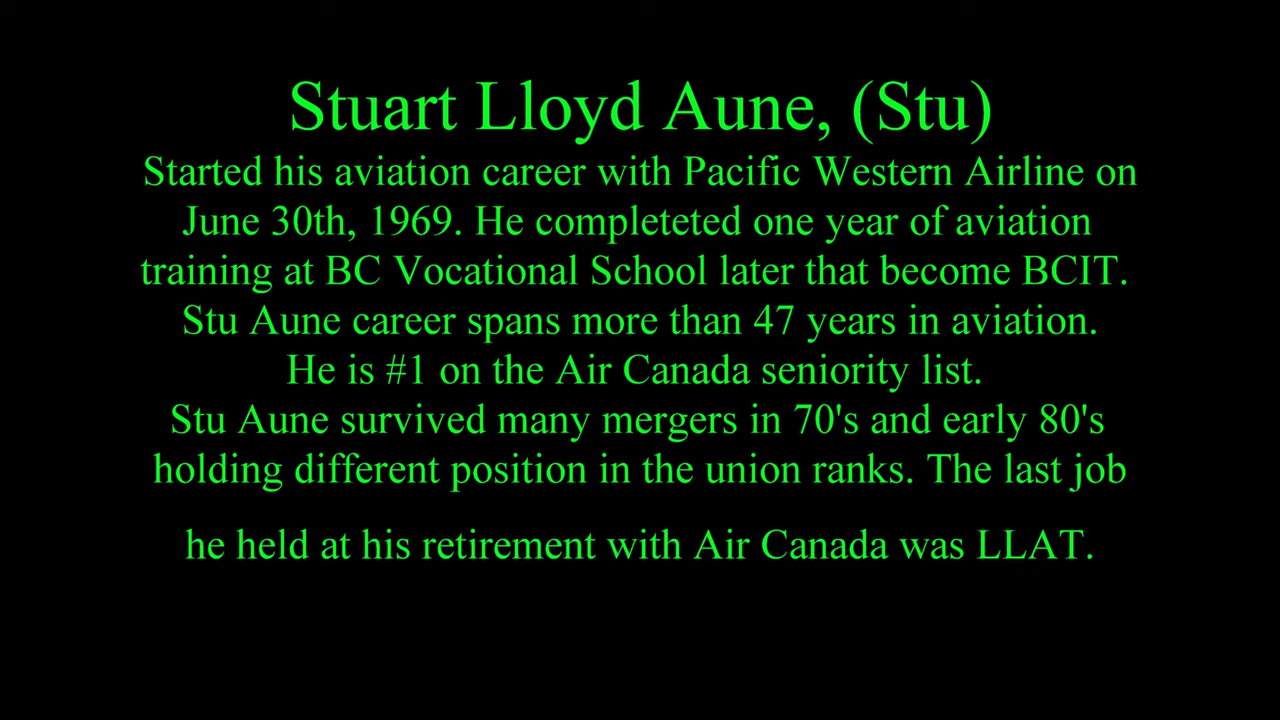 Stuart Lloyd Aune, (Stu)
Started his aviation career with Pacific Western Airline on
June 30th, 1969. He completeted one year of aviation
training at BC Vocational School later that become BCIT.
Stu Aune career spans more than 47 years in aviation.
He is #1 on the Air Canada seniority list.
Stu Aune survived many mergers in 70's and early 80's
holding different position in the union ranks. The last job
he held at his retirement with Air Canada was LLAT.